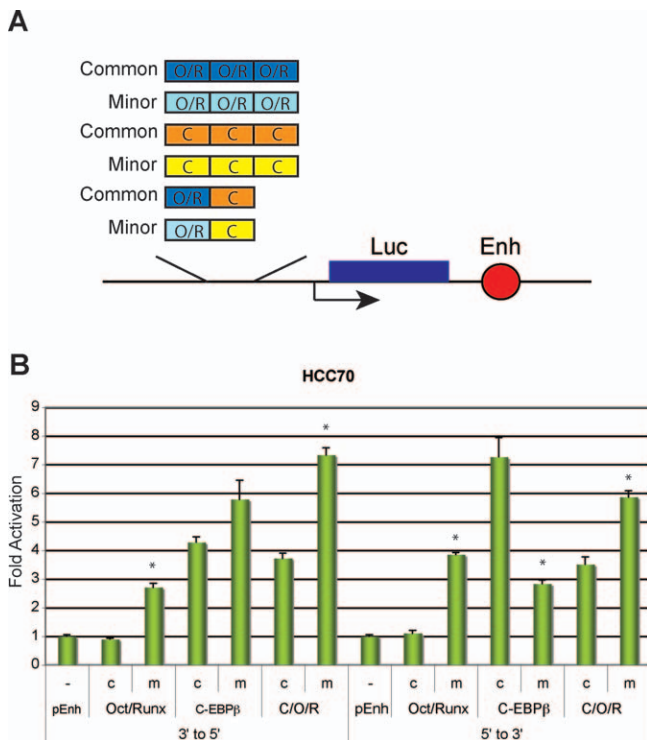 A
Common O/R O/R O/R
Minor O/R O/R O/R
Common C C C
Minor C C C
Common O/R C
Minor O/R C
Luc Enh
B
HCC70
Fold Activation
9
8
7
6
5
4
3
2
1
0
* * * * *
- c m c m c m - c m c m c m
pEnh Oct/Runx C-EBPβ C/O/R pEnh Oct/Runx C-EBPβ C/O/R
3' to 5' 5' to 3'